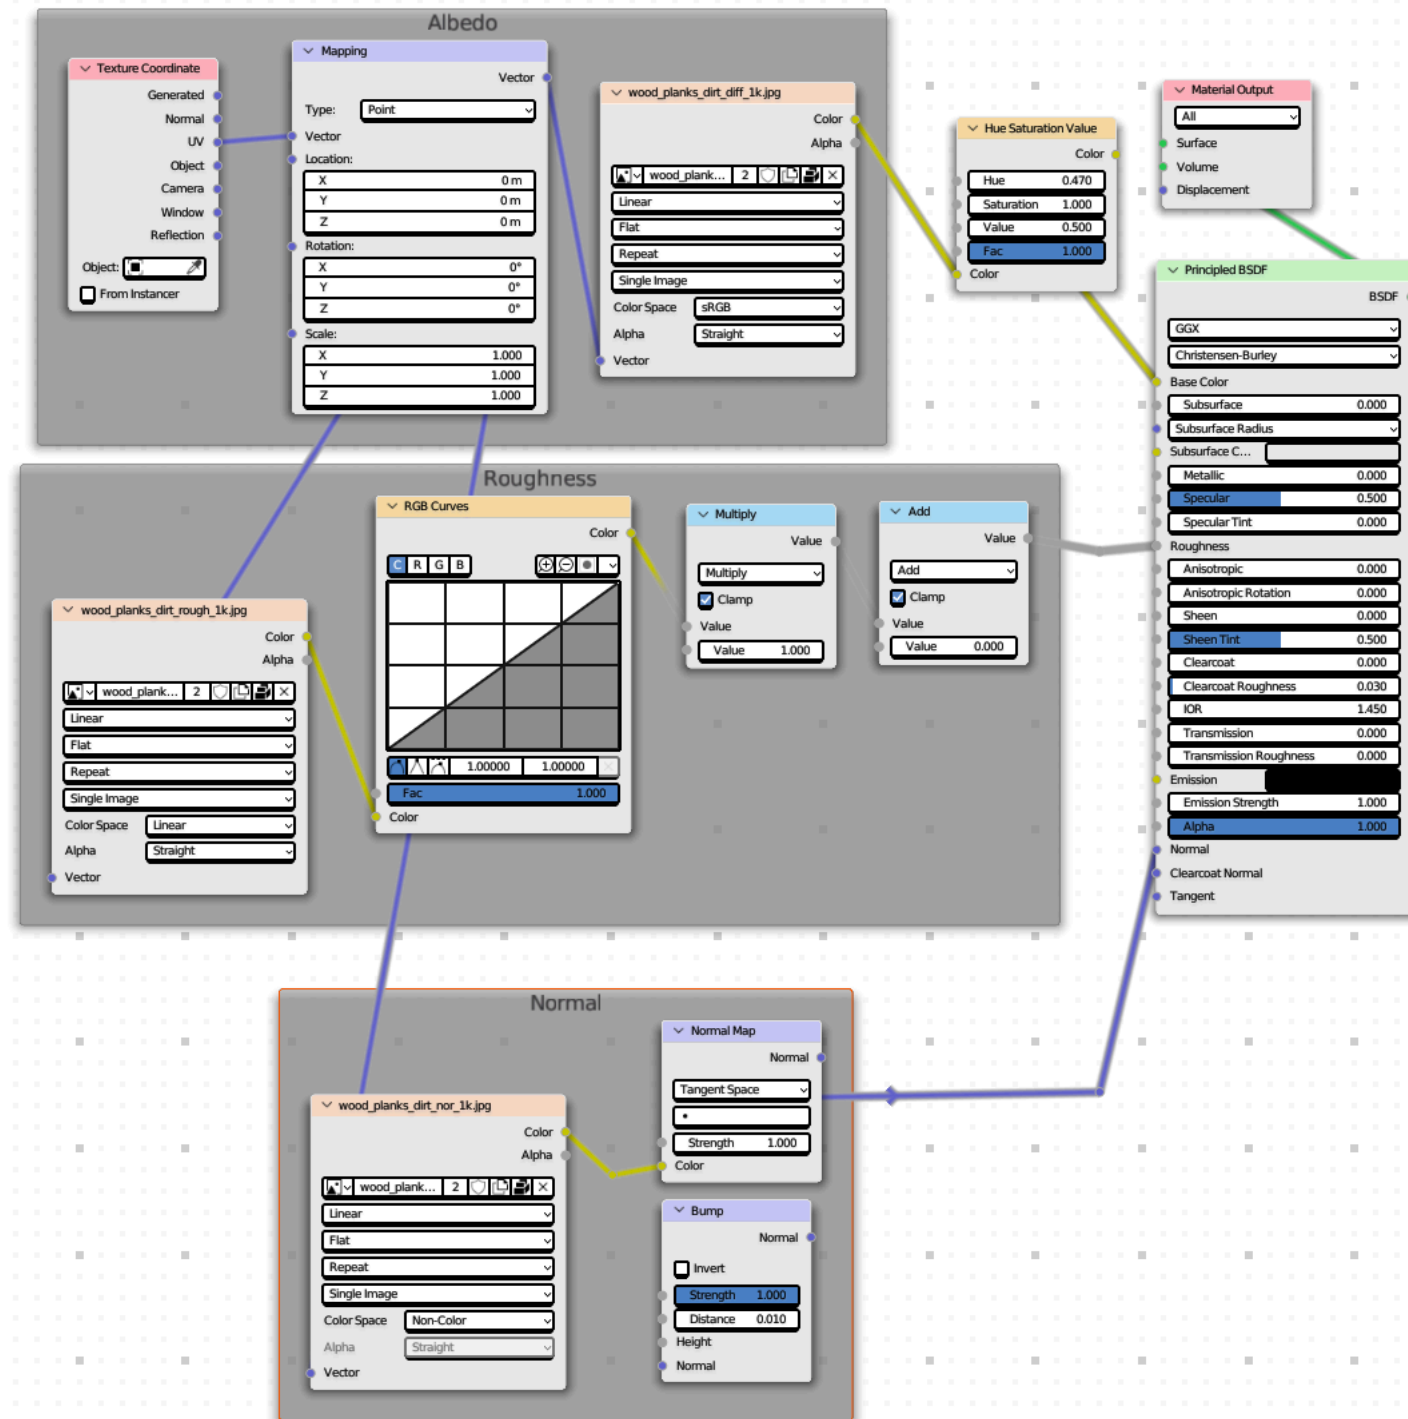 Albedo
Texture Coordinate
Generated
Normal
UV
Object
Camera
Window
Reflection
Object:
From Instancer
Mapping
Vector
Type: Point
Vector
Location:
X 0 m
Y 0 m
Z 0 m
Rotation:
X 0°
Y 0°
Z 0°
Scale:
X 1.000
Y 1.000
Z 1.000
wood_planks_dirt_diff_1k.jpg
Color
Alpha
wood_plank... 2
Linear
Flat
Repeat
Single Image
Color Space sRGB
Alpha Straight
Vector
Hue Saturation Value
Color
Hue 0.470
Saturation 1.000
Value 0.500
Fac 1.000
Color
Material Output
All
Surface
Volume
Displacement
Principled BSDF
BSDF
GGX
Christensen-Burley
Base Color
Subsurface 0.000
Subsurface Radius
Subsurface C...
Metallic 0.000
Specular 0.500
Specular Tint 0.000
Roughness
Anisotropic 0.000
Anisotropic Rotation 0.000
Sheen 0.000
Sheen Tint 0.500
Clearcoat 0.000
Clearcoat Roughness 0.030
IOR 1.450
Transmission 0.000
Transmission Roughness 0.000
Emission
Emission Strength 1.000
Alpha 1.000
Normal
Clearcoat Normal
Tangent
Roughness
wood_planks_dirt_rough_1k.jpg
Color
Alpha
wood_plank... 2
Linear
Flat
Repeat
Single Image
Color Space Linear
Alpha Straight
Vector
RGB Curves
Color
C R G B
1.00000 1.00000
Fac 1.000
Color
Multiply
Value
Multiply
Clamp
Value
Value 1.000
Add
Value
Add
Clamp
Value
Value 0.000
Normal
wood_planks_dirt_nor_1k.jpg
Color
Alpha
wood_plank... 2
Linear
Flat
Repeat
Single Image
Color Space Non-Color
Alpha Straight
Vector
Normal Map
Normal
Tangent Space
Strength 1.000
Color
Bump
Normal
Invert
Strength 1.000
Distance 0.010
Height
Normal